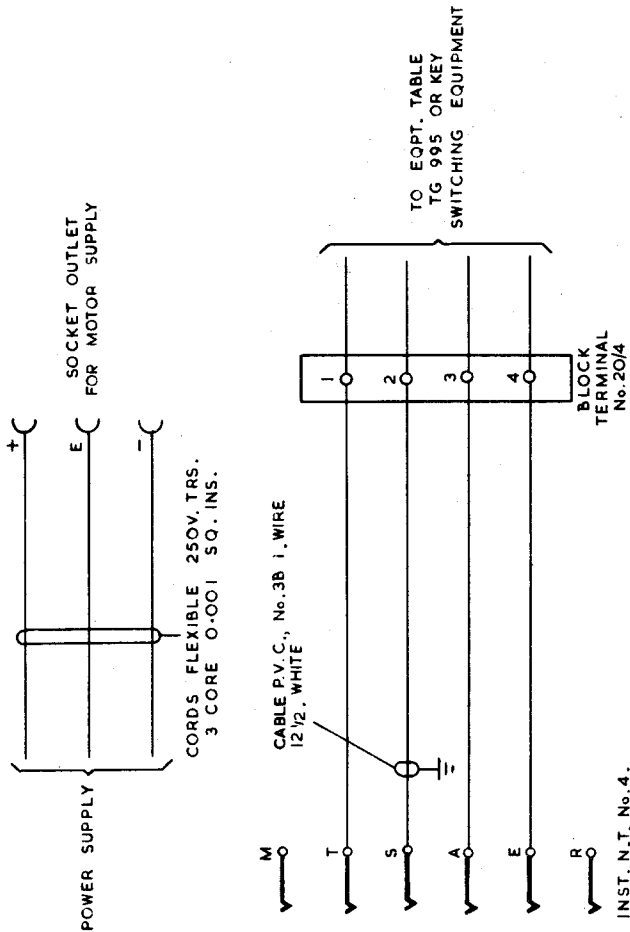 POWER SUPPLY
+
E
−
SOCKET OUTLET
FOR MOTOR SUPPLY
CORDS FLEXIBLE 250V. TRS.
3 CORE 0·001 SQ. INS.
CABLE P.V.C., No.3B 1. WIRE
12 1/2. WHITE
M
T
S
A
E
R
INST. N.T. No.4.
1
2
3
4
BLOCK
TERMINAL
No.20/4
TO EQPT. TABLE
TG 995 OR KEY
SWITCHING EQUIPMENT